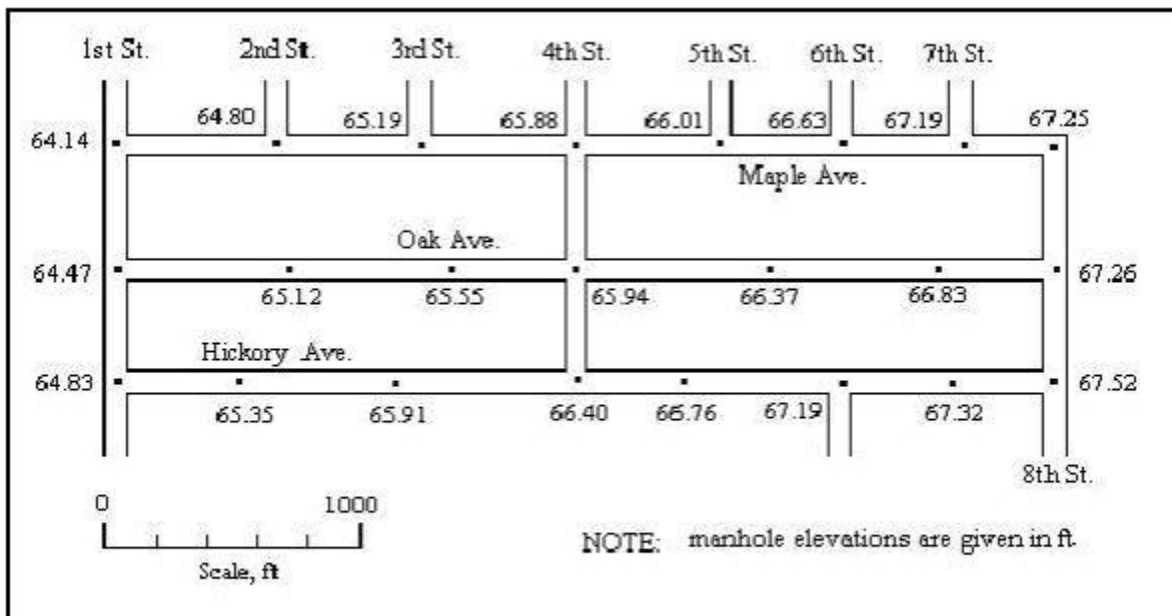 1st St. 2nd St. 3rd St. 4th St. 5th St. 6th St. 7th St.
64.80 65.19 65.88 66.01 66.63 67.19 67.25
64.14
Maple Ave.
Oak Ave.
64.47 67.26
65.12 65.55 65.94 66.37 66.83
Hickory Ave.
64.83 67.52
65.35 65.91 66.40 66.76 67.19 67.32
8th St.
0 1000
Scale, ft
NOTE: manhole elevations are given in ft